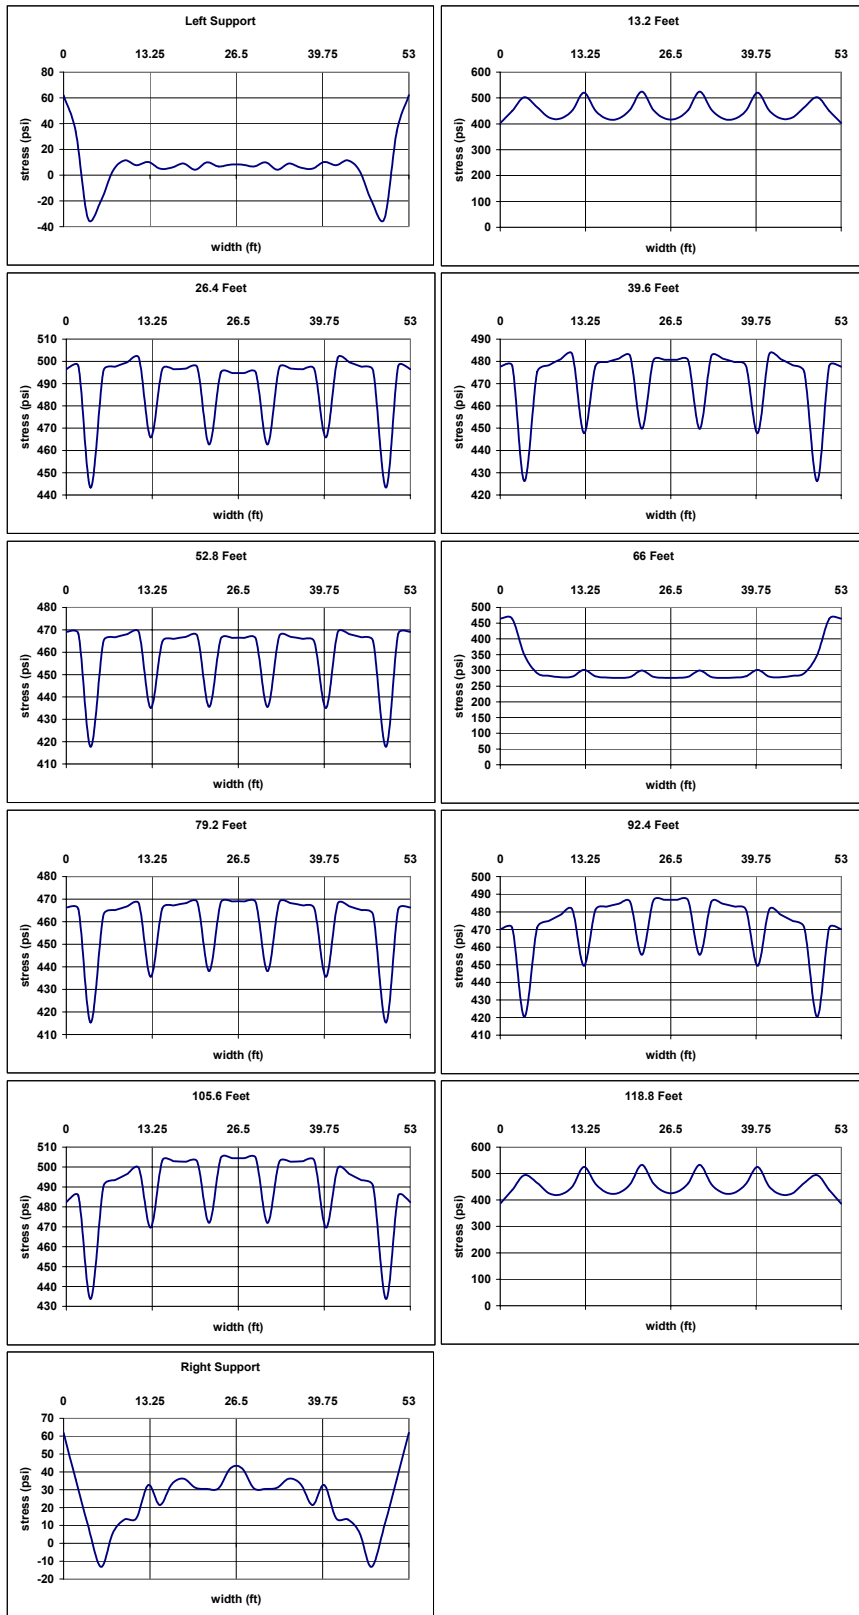 Left Support
0 13.25 26.5 39.75 53
80
60
40
20
0
-20
-40
stress (psi)
width (ft)
13.2 Feet
0 13.25 26.5 39.75 53
600
500
400
300
200
100
0
stress (psi)
width (ft)
26.4 Feet
0 13.25 26.5 39.75 53
510
500
490
480
470
460
450
440
stress (psi)
width (ft)
39.6 Feet
0 13.25 26.5 39.75 53
490
480
470
460
450
440
430
420
stress (psi)
width (ft)
52.8 Feet
0 13.25 26.5 39.75 53
480
470
460
450
440
430
420
410
stress (psi)
width (ft)
66 Feet
0 13.25 26.5 39.75 53
500
450
400
350
300
250
200
150
100
50
0
stress (psi)
width (ft)
79.2 Feet
0 13.25 26.5 39.75 53
480
470
460
450
440
430
420
410
stress (psi)
width (ft)
92.4 Feet
0 13.25 26.5 39.75 53
500
490
480
470
460
450
440
430
420
410
stress (psi)
width (ft)
105.6 Feet
0 13.25 26.5 39.75 53
510
500
490
480
470
460
450
440
430
stress (psi)
width (ft)
118.8 Feet
0 13.25 26.5 39.75 53
600
500
400
300
200
100
0
stress (psi)
width (ft)
Right Support
0 13.25 26.5 39.75 53
70
60
50
40
30
20
10
0
-10
-20
stress (psi)
width (ft)